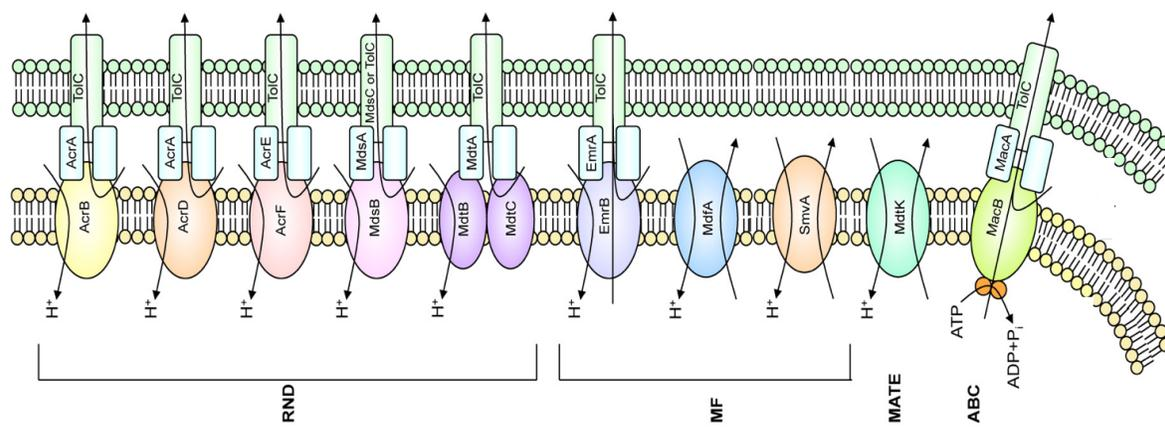 TolC
TolC
TolC
MdsC or TolC
TolC
TolC
TolC
AcrA
AcrA
AcrE
MdsA
MdtA
EmrA
MacA
AcrB
AcrD
AcrF
MdsB
MdtB
MdtC
EmrB
MdfA
SmvA
MdtK
MacB
H+
H+
H+
H+
H+
H+
H+
H+
H+
ATP
ADP+Pi
RND
MF
MATE
ABC